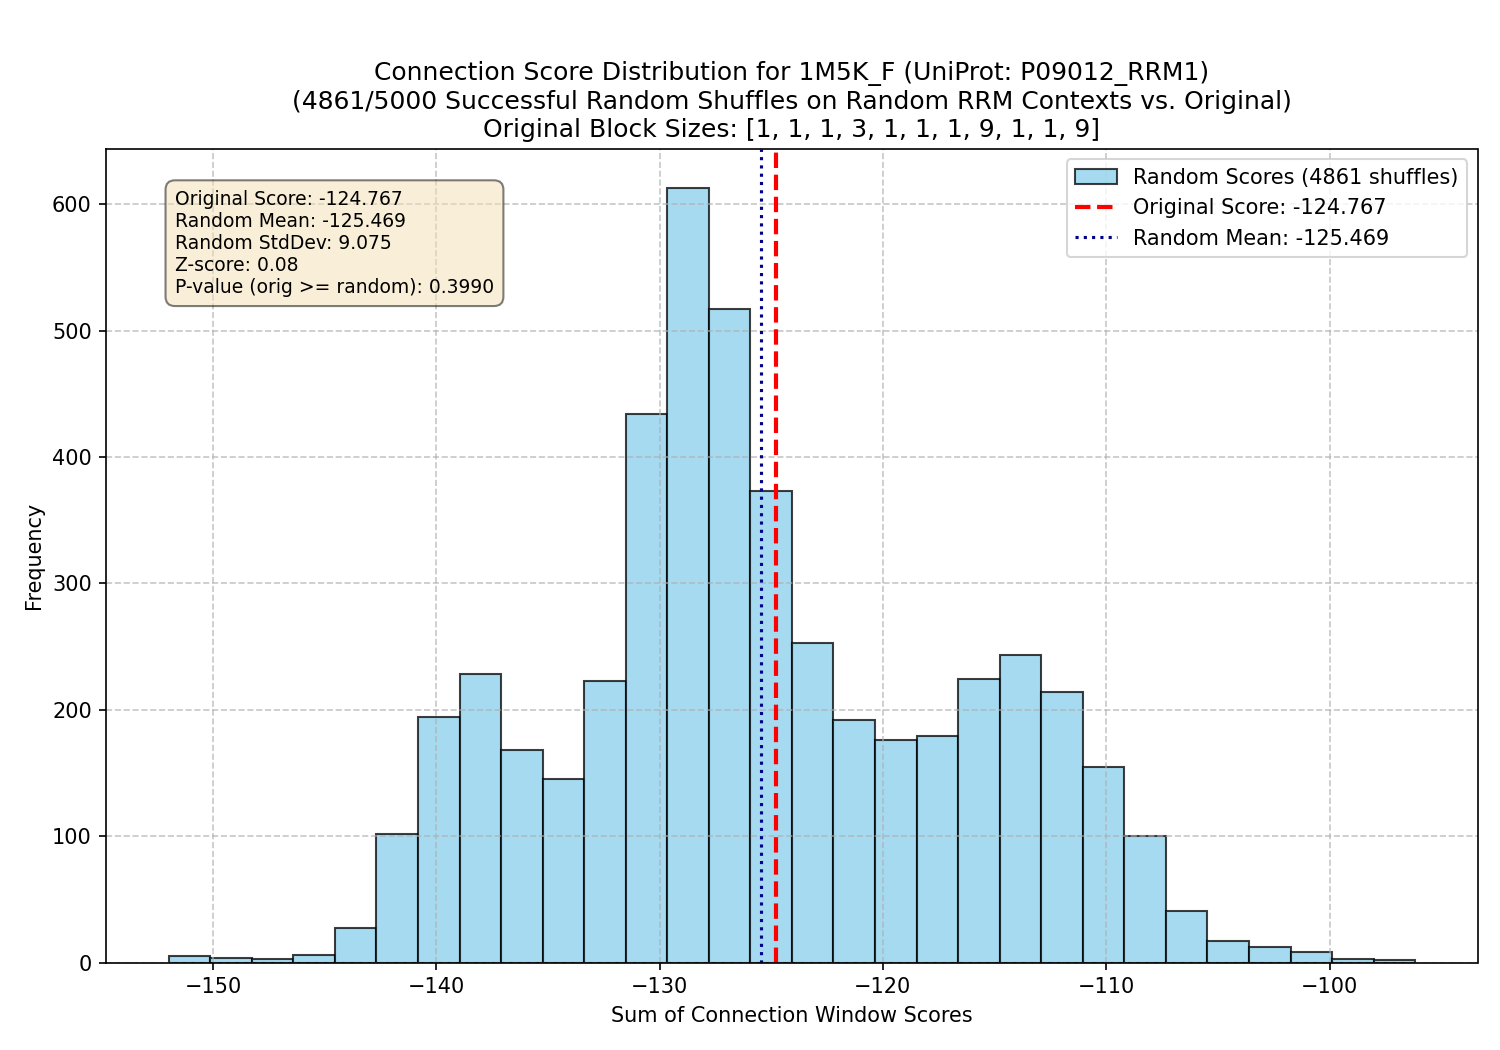 Connection Score Distribution for 1M5K_F (UniProt: P09012_RRM1)
(4861/5000 Successful Random Shuffles on Random RRM Contexts vs. Original)
Original Block Sizes: [1, 1, 1, 3, 1, 1, 1, 9, 1, 1, 9]
Original Score: -124.767
Random Mean: -125.469
Random StdDev: 9.075
Z-score: 0.08
P-value (orig >= random): 0.3990
Random Scores (4861 shuffles)
Original Score: -124.767
Random Mean: -125.469
Frequency
600
500
400
300
200
100
0
−150
−140
−130
−120
−110
−100
Sum of Connection Window Scores